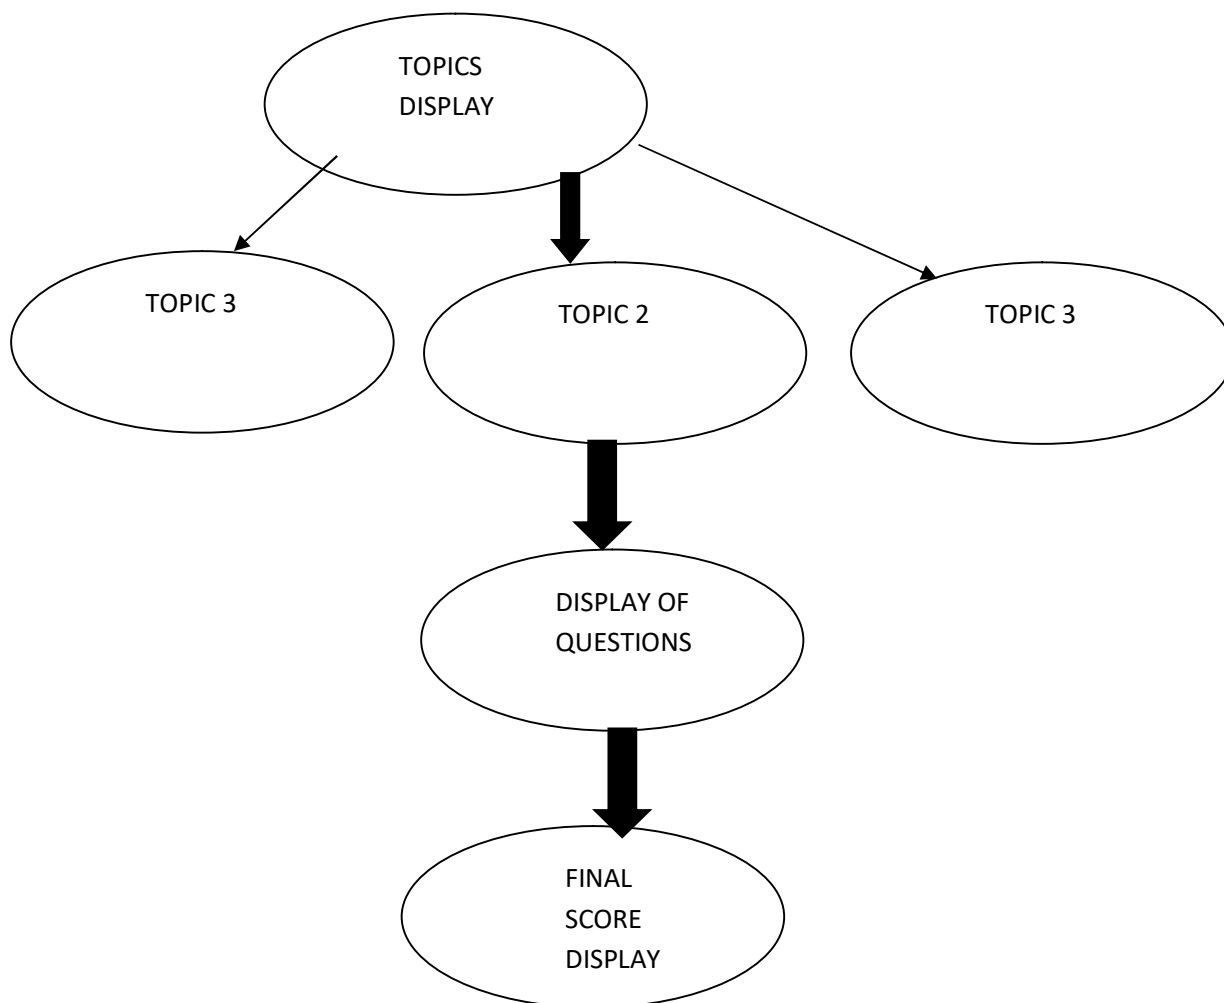 TOPICS
DISPLAY
TOPIC 3
TOPIC 2
TOPIC 3
DISPLAY OF
QUESTIONS
FINAL
SCORE
DISPLAY